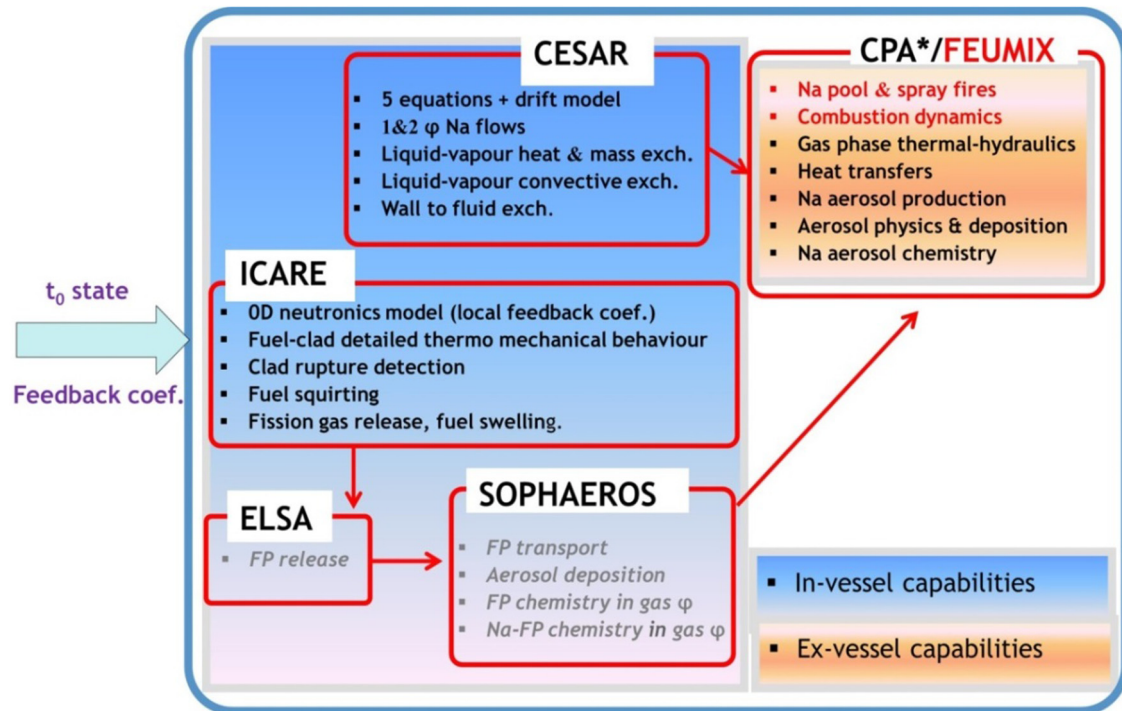 CESAR
▪ 5 equations + drift model
▪ 1&2 φ Na flows
▪ Liquid-vapour heat & mass exch.
▪ Liquid-vapour convective exch.
▪ Wall to fluid exch.
CPA*/FEUMIX
▪ Na pool & spray fires
▪ Combustion dynamics
▪ Gas phase thermal-hydraulics
▪ Heat transfers
▪ Na aerosol production
▪ Aerosol physics & deposition
▪ Na aerosol chemistry
t₀ state
Feedback coef.
ICARE
▪ 0D neutronics model (local feedback coef.)
▪ Fuel-clad detailed thermo mechanical behaviour
▪ Clad rupture detection
▪ Fuel squirting
▪ Fission gas release, fuel swelling.
ELSA
▪ FP release
SOPHAEROS
▪ FP transport
▪ Aerosol deposition
▪ FP chemistry in gas φ
▪ Na-FP chemistry in gas φ
▪ In-vessel capabilities
▪ Ex-vessel capabilities